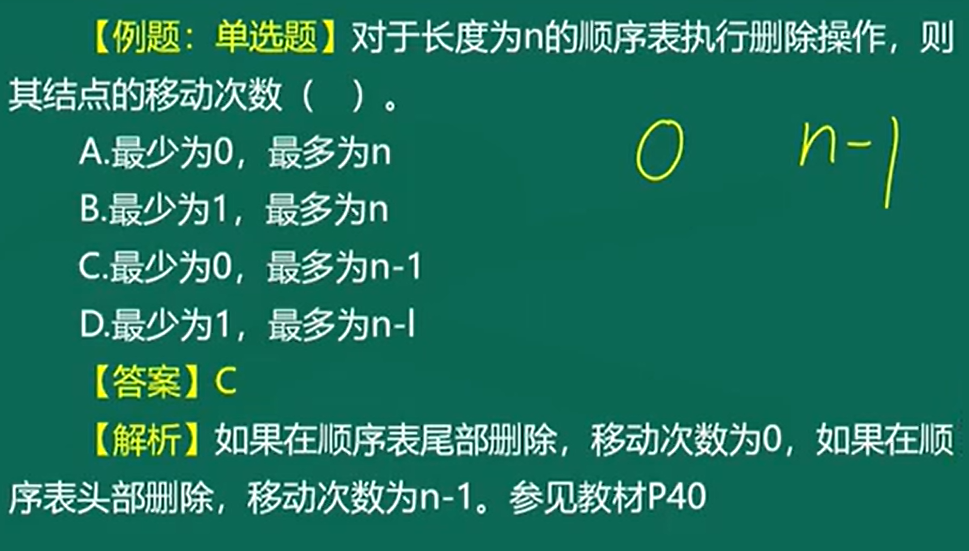 【例题：单选题】对于长度为n的顺序表执行删除操作，则
其结点的移动次数（ ）。
A.最少为0，最多为n
0 n-1
B.最少为1，最多为n
C.最少为0，最多为n-1
D.最少为1，最多为n-l
【答案】C
【解析】如果在顺序表尾部删除，移动次数为0，如果在顺
序表头部删除，移动次数为n-1。参见教材P40